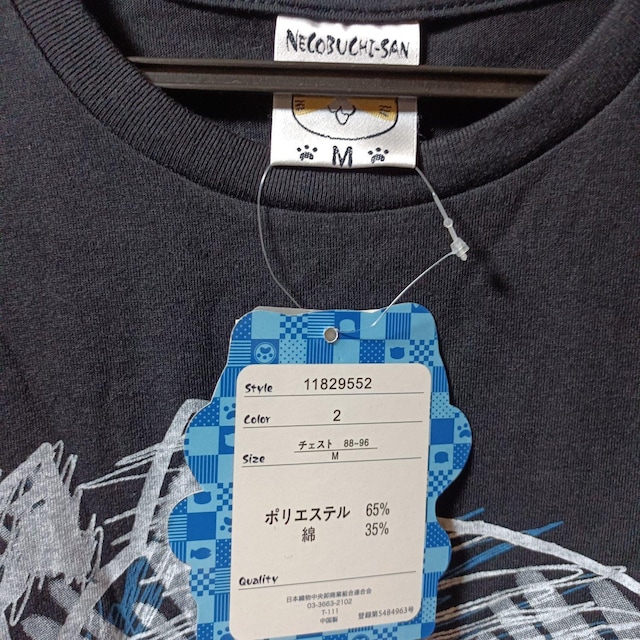 NECOBUCHI-SAN
M
Style 11829552
Color 2
チェスト 88-96
Size M
ポリエステル 65%
綿 35%
Quality
日本織物中央卸商業組合連合会
03-3663-2102
T-111
中国製 登録第5484963号